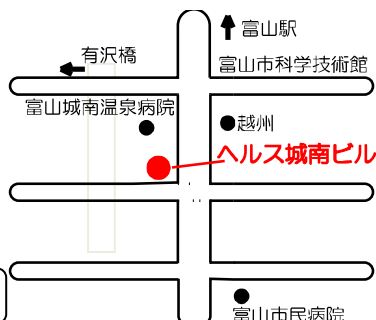 富山駅
有沢橋
富山市科学技術館
富山城南温泉病院
越州
ヘルス城南ビル
富山市民病院